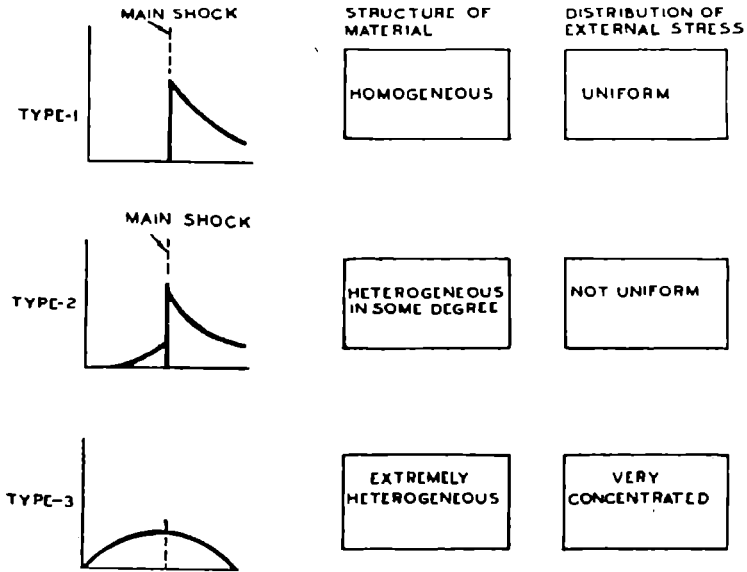 MAIN SHOCK
STRUCTURE OF
MATERIAL
DISTRIBUTION OF
EXTERNAL STRESS
TYPE-1
HOMOGENEOUS
UNIFORM
MAIN SHOCK
TYPE-2
HETEROGENEOUS
IN SOME DEGREE
NOT UNIFORM
TYPE-3
EXTREMELY
HETEROGENEOUS
VERY
CONCENTRATED